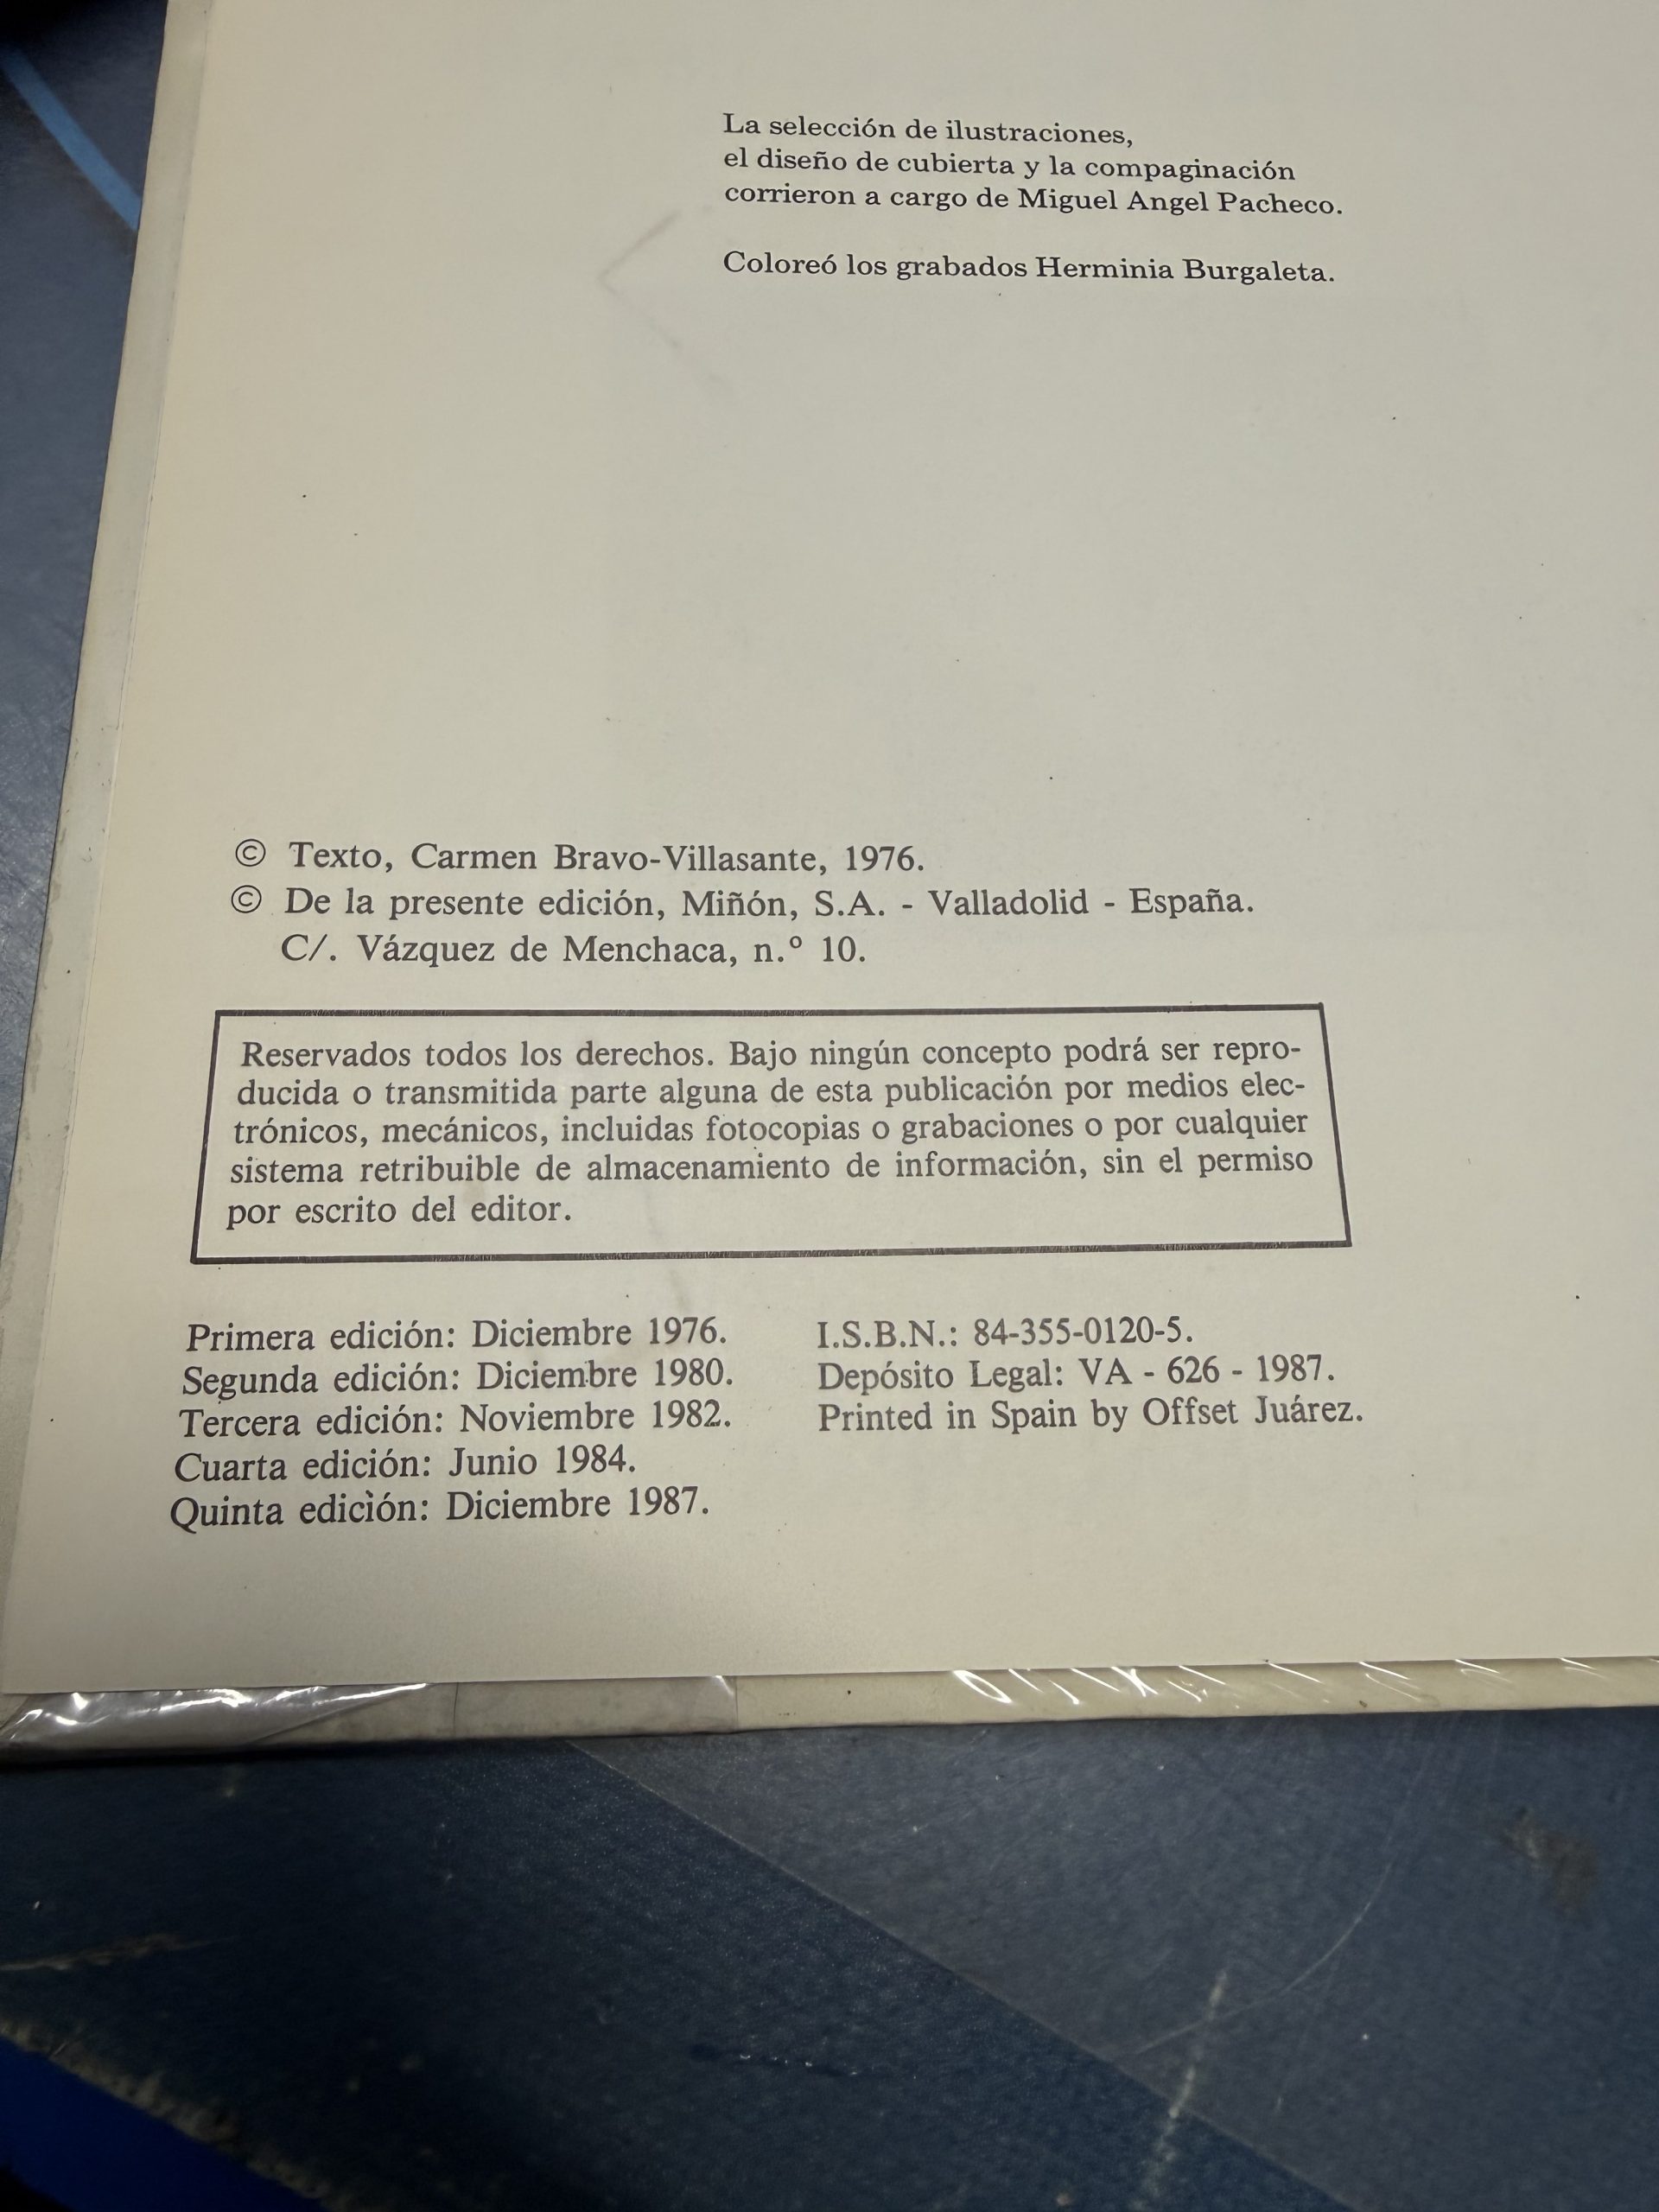 La selección de ilustraciones,
el diseño de cubierta y la compaginación
corrieron a cargo de Miguel Angel Pacheco.
Coloreó los grabados Herminia Burgaleta.
© Texto, Carmen Bravo-Villasante, 1976.
© De la presente edición, Miñón, S.A. - Valladolid - España.
C/. Vázquez de Menchaca, n.º 10.
Reservados todos los derechos. Bajo ningún concepto podrá ser repro-
ducida o transmitida parte alguna de esta publicación por medios elec-
trónicos, mecánicos, incluidas fotocopias o grabaciones o por cualquier
sistema retribuible de almacenamiento de información, sin el permiso
por escrito del editor.
Primera edición: Diciembre 1976.
Segunda edición: Diciembre 1980.
Tercera edición: Noviembre 1982.
Cuarta edición: Junio 1984.
Quinta edición: Diciembre 1987.
I.S.B.N.: 84-355-0120-5.
Depósito Legal: VA - 626 - 1987.
Printed in Spain by Offset Juárez.